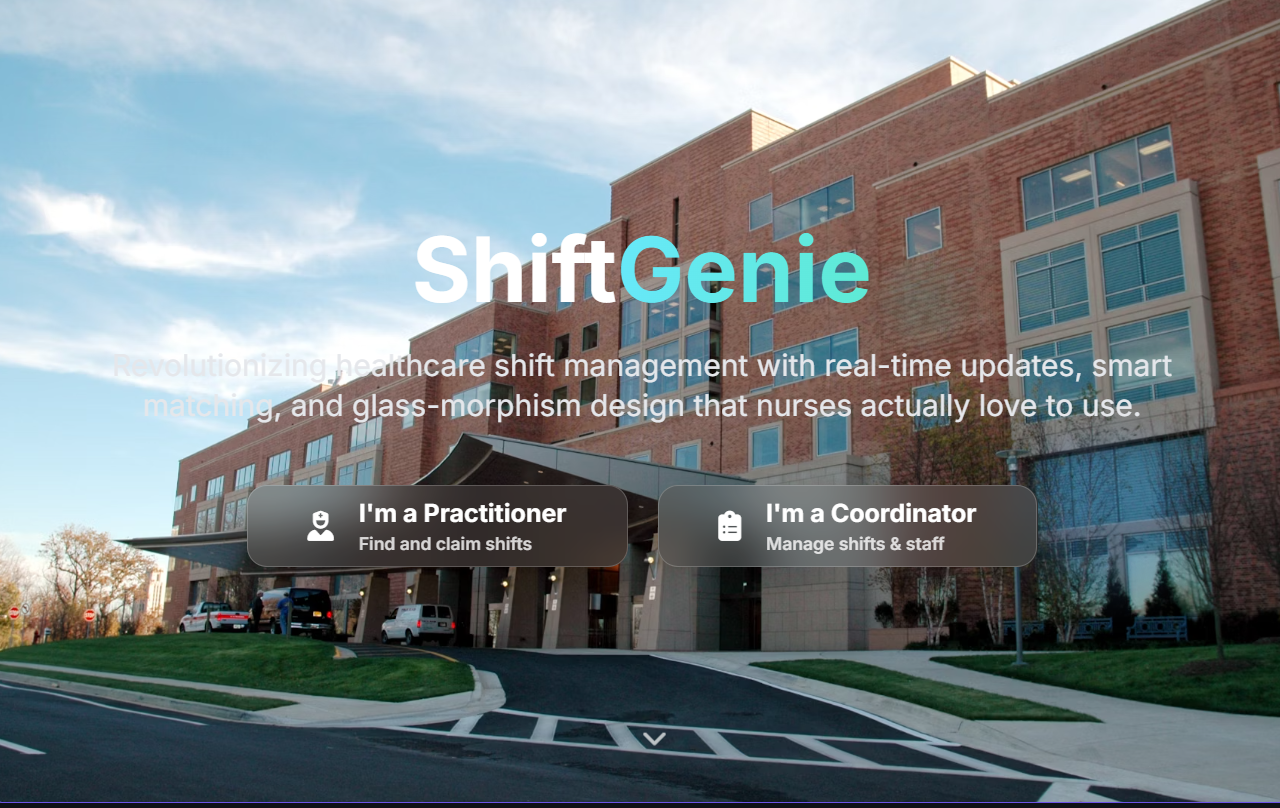 ShiftGenie
Revolutionizing healthcare shift management with real-time updates, smart
matching, and glass-morphism design that nurses actually love to use.
I'm a Practitioner
Find and claim shifts
I'm a Coordinator
Manage shifts & staff